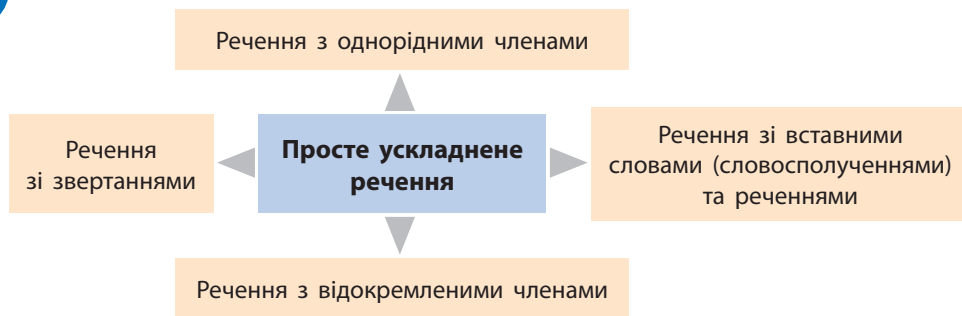 Речення з однорідними членами
Речення
зі звертаннями
Просте ускладнене
речення
Речення зі вставними
словами (словосполученнями)
та реченнями
Речення з відокремленими членами